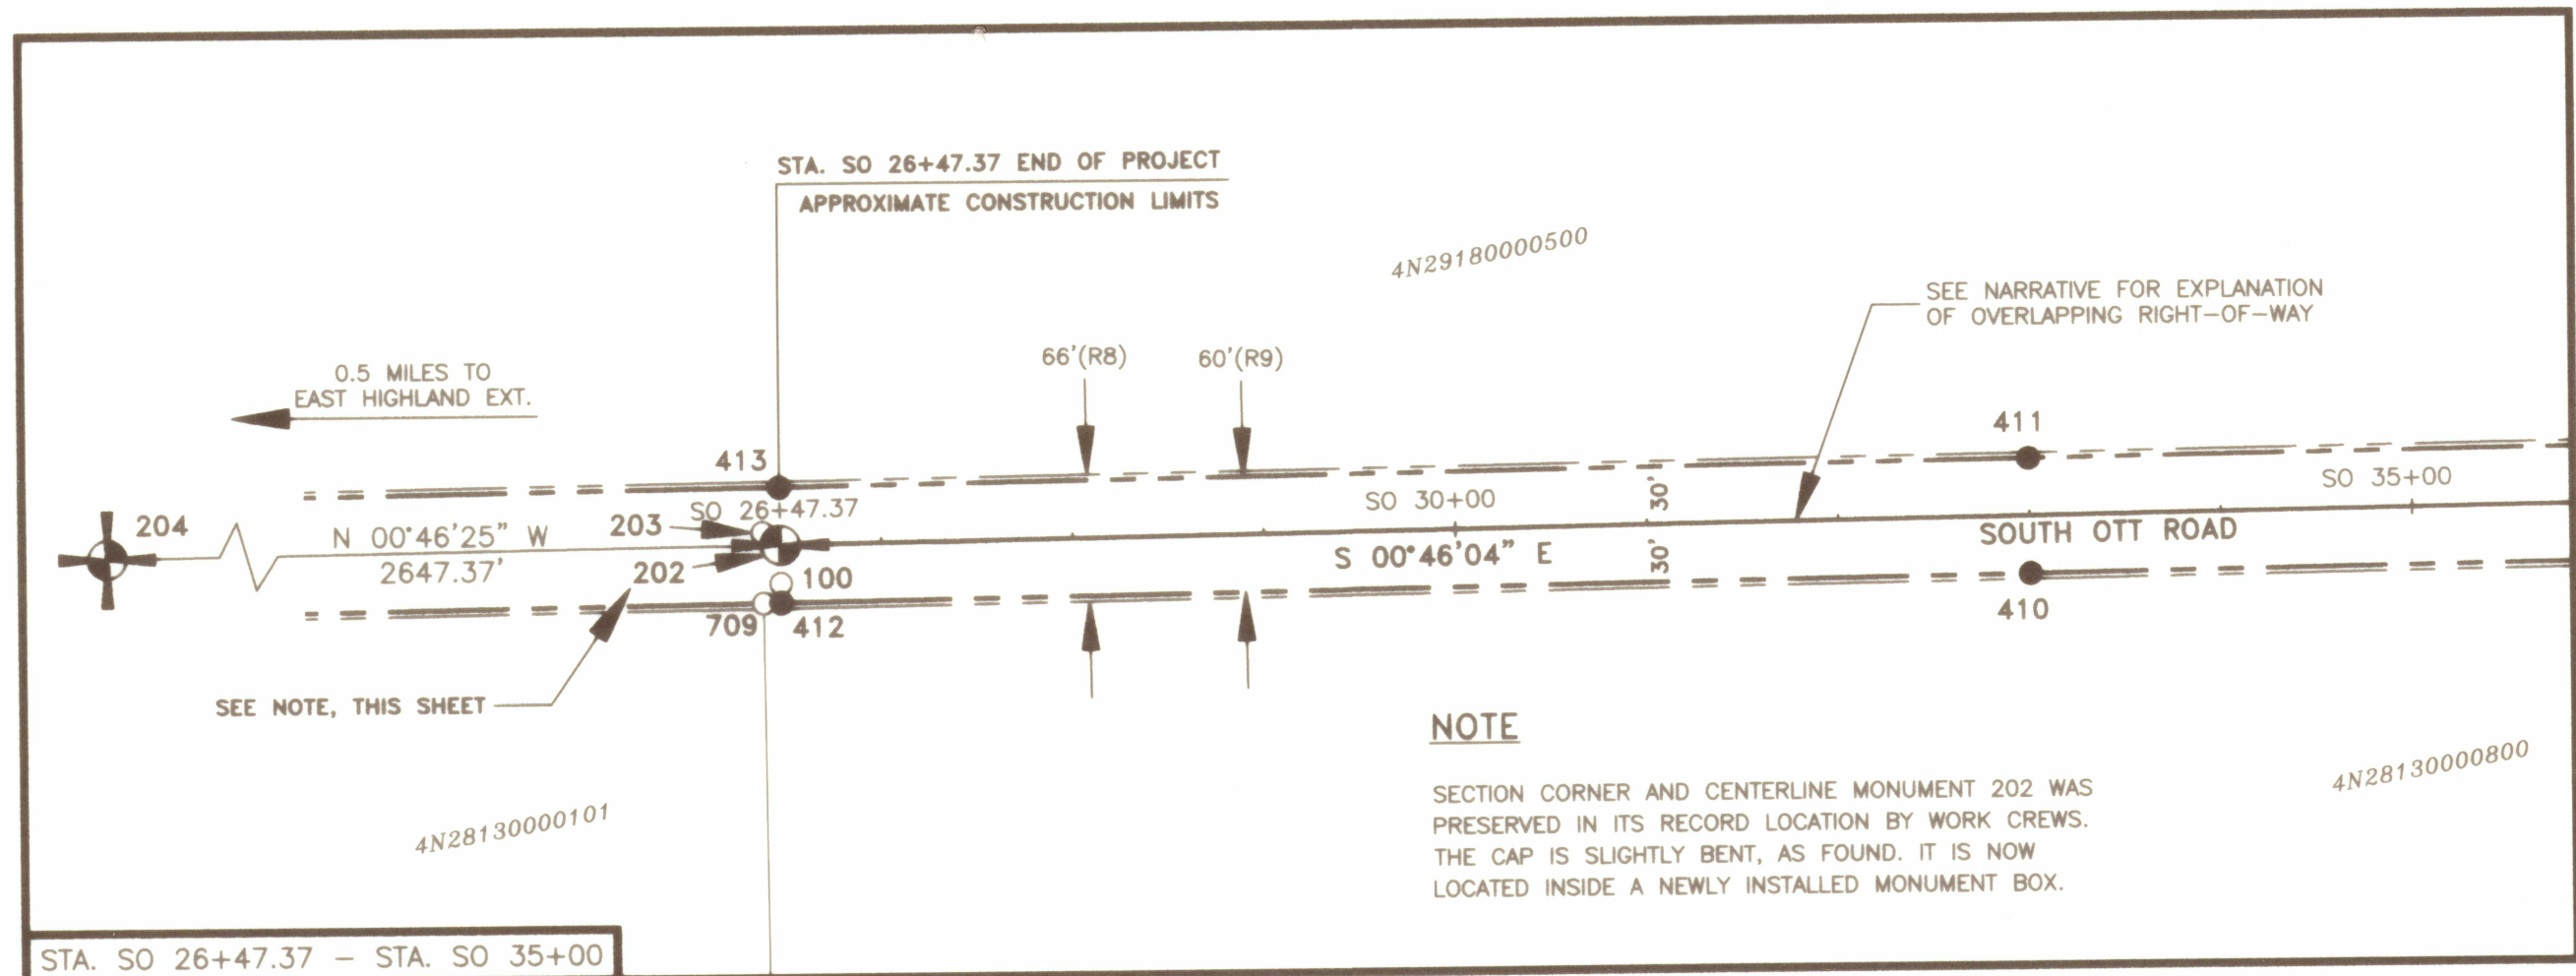 STA. SO 26+47.37 END OF PROJECT
APPROXIMATE CONSTRUCTION LIMITS
4N29180000500
SEE NARRATIVE FOR EXPLANATION
OF OVERLAPPING RIGHT-OF-WAY
0.5 MILES TO
EAST HIGHLAND EXT.
66'(R8)
60'(R9)
413
411
SO 26+47.37
SO 30+00
30'
SO 35+00
204
N 00°46'25" W
2647.37'
203
202
100
S 00°46'04" E
30'
SOUTH OTT ROAD
709
412
410
SEE NOTE, THIS SHEET
NOTE
SECTION CORNER AND CENTERLINE MONUMENT 202 WAS
PRESERVED IN ITS RECORD LOCATION BY WORK CREWS.
THE CAP IS SLIGHTLY BENT, AS FOUND. IT IS NOW
LOCATED INSIDE A NEWLY INSTALLED MONUMENT BOX.
4N28130000101
4N28130000800
STA. SO 26+47.37 – STA. SO 35+00